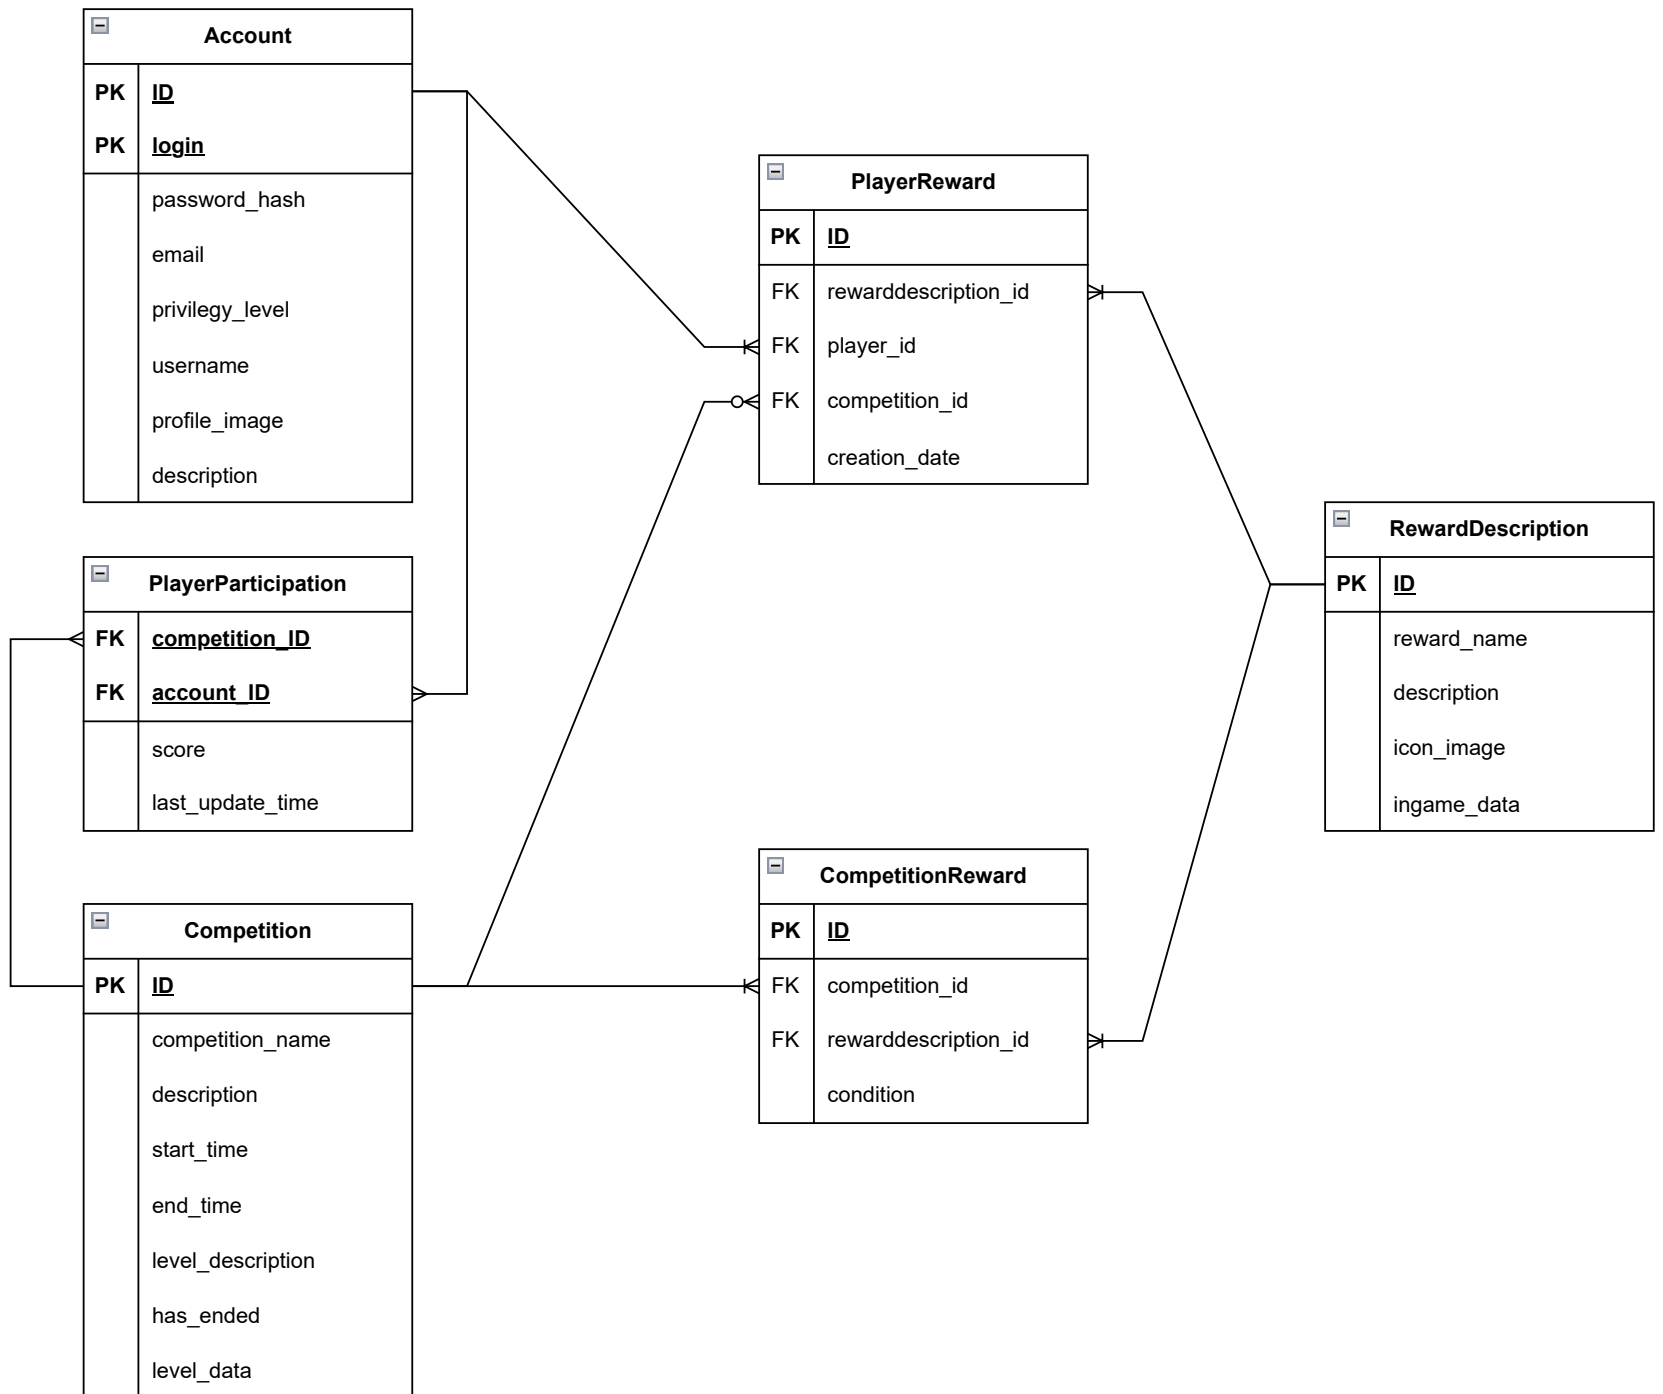 Account
PK ID
PK login
password_hash
email
privilegy_level
username
profile_image
description
PlayerParticipation
FK competition_ID
FK account_ID
score
last_update_time
Competition
PK ID
competition_name
description
start_time
end_time
level_description
has_ended
level_data
PlayerReward
PK ID
FK rewarddescription_id
FK player_id
FK competition_id
creation_date
CompetitionReward
PK ID
FK competition_id
FK rewarddescription_id
condition
RewardDescription
PK ID
reward_name
description
icon_image
ingame_data